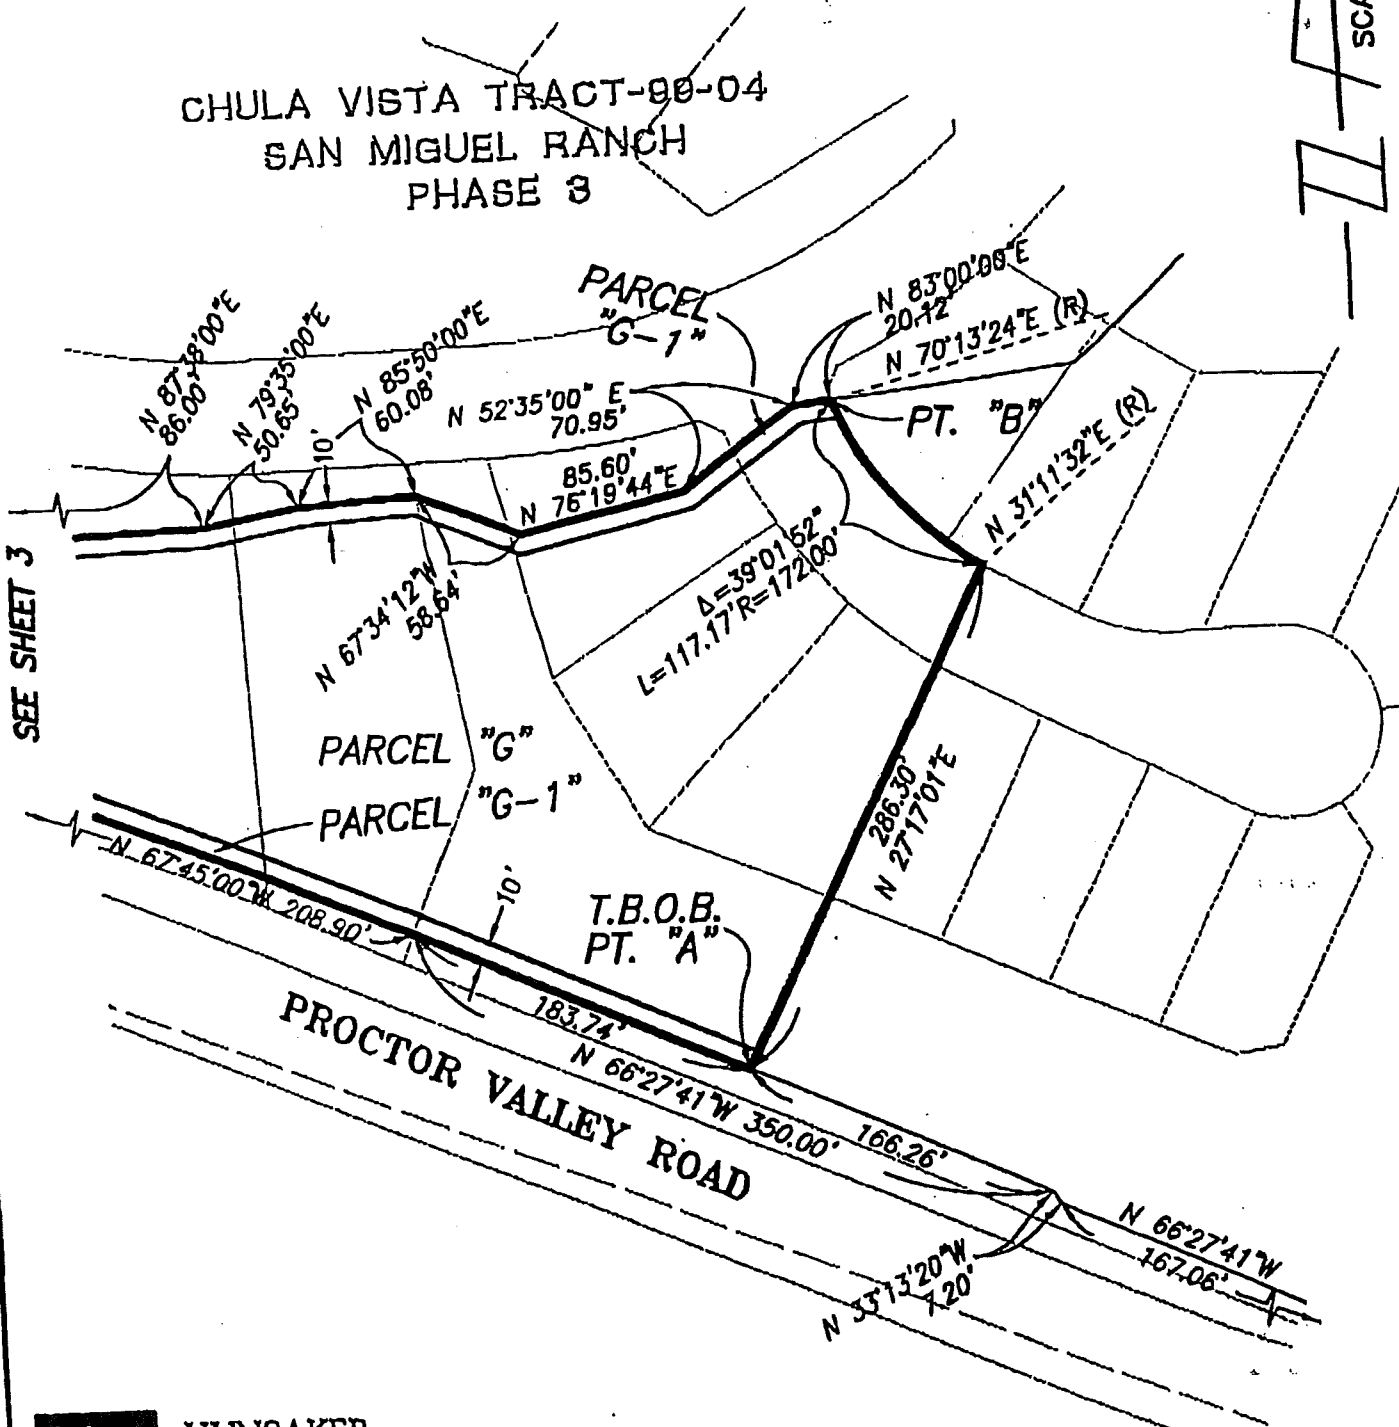 SCA
CHULA VISTA TRACT-99-04
SAN MIGUEL RANCH
PHASE 3
N
PARCEL
"G-1"
N 83°00'00"E
20.12'
N 70°13'24"E (R)
N 87°38'00"E
86.00'
N 79°35'00"E
50.65'
10'
N 85°50'00"E
60.08'
N 52°35'00" E
70.95'
PT. "B"
85.60'
N 76°19'44"E
N 31°11'32"E (R)
Δ=39°01'52"
L=117.17' R=172.00'
N 67°34'12"W
58.64'
SEE SHEET 3
PARCEL "G"
PARCEL "G-1"
286.30'
N 27°17'01"E
N 67°45'00"W 208.90'
10'
T.B.O.B.
PT. "A"
183.74'
N 66°27'41"W 350.00'
166.26'
PROCTOR VALLEY ROAD
N 33°13'20"W
7.20'
N 66°27'41"W
167.06'
HUNSAKER